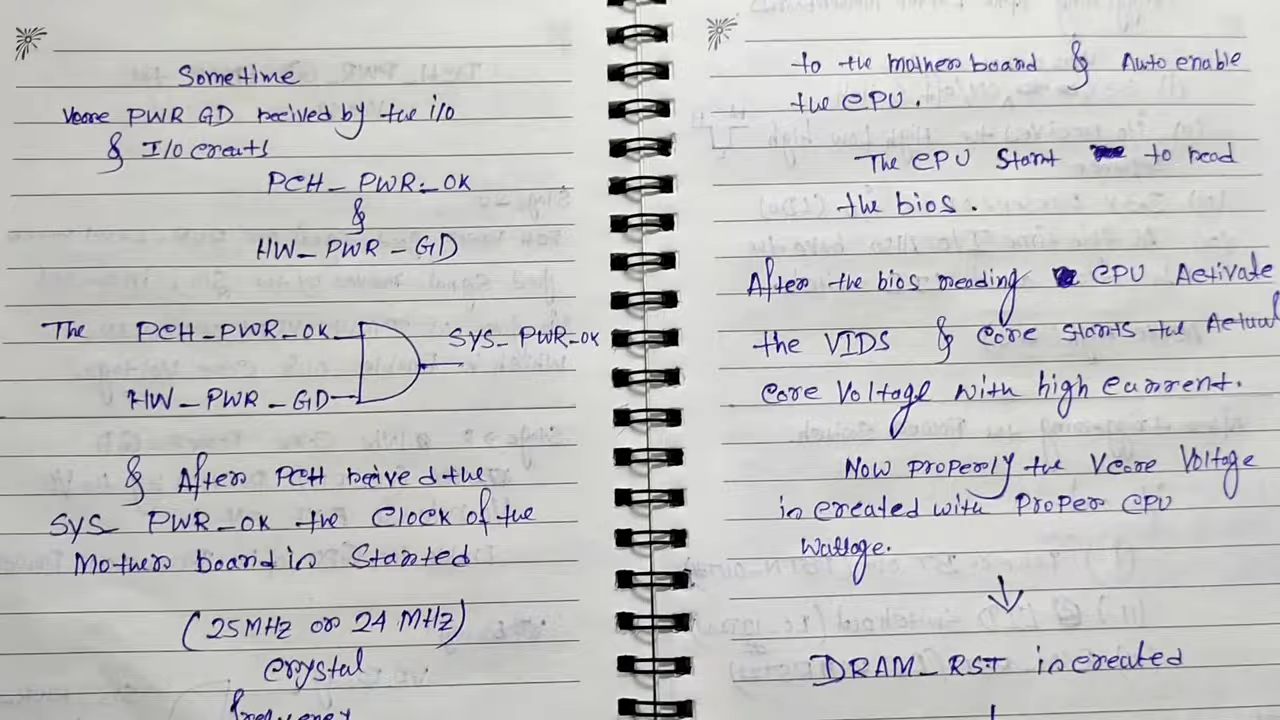 Sometime
Vcore PWR GD recived by the i/o
& I/O creats
PCH_PWR_OK
&
HW_PWR_GD
The PCH_PWR_OK
SYS_PWR_OK
HW_PWR_GD
& After PCH recived the
SYS_PWR_OK the Clock of the
Mother board is Started
(25MHz or 24 MHz)
crystal
frequency
to the mother board & Auto enable
the CPU.
The CPU Start to read
the bios.
After the bios reading CPU Activate
the VIDS & Core Starts the Actual
Core Voltage with high current.
Now properly the Vcore Voltage
is created with Proper CPU
Wattage.
↓
DRAM_RST is created